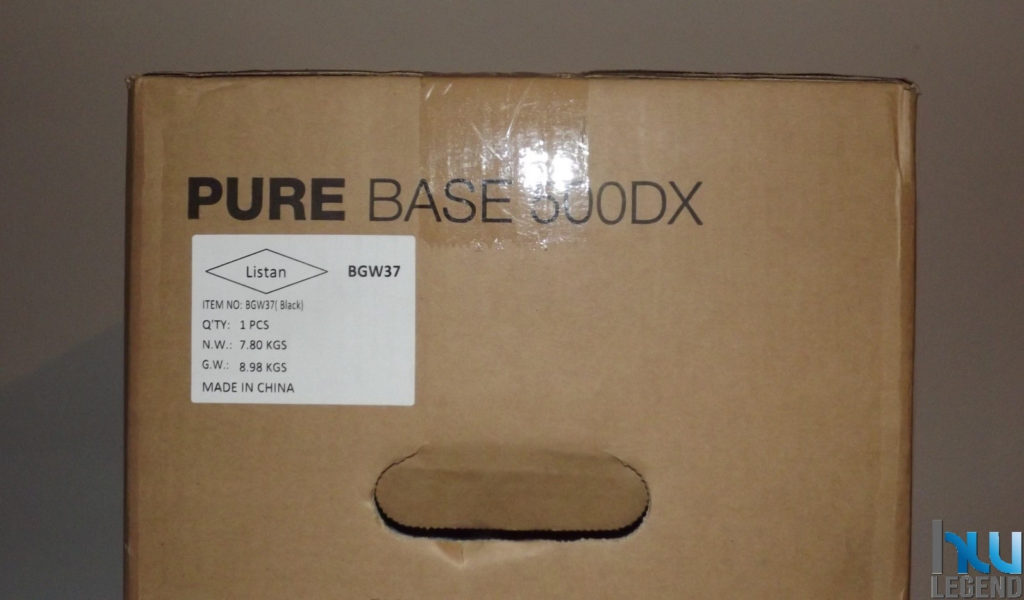 PURE BASE 500DX
Listan BGW37
ITEM NO: BGW37( Black)
Q'TY: 1 PCS
N.W.: 7.80 KGS
G.W.: 8.98 KGS
MADE IN CHINA
hw
LEGEND